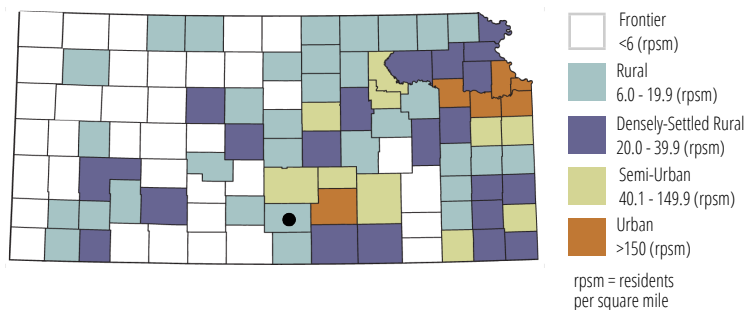 Frontier
<6 (rpsm)
Rural
6.0 - 19.9 (rpsm)
Densely-Settled Rural
20.0 - 39.9 (rpsm)
Semi-Urban
40.1 - 149.9 (rpsm)
Urban
>150 (rpsm)
rpsm = residents
per square mile